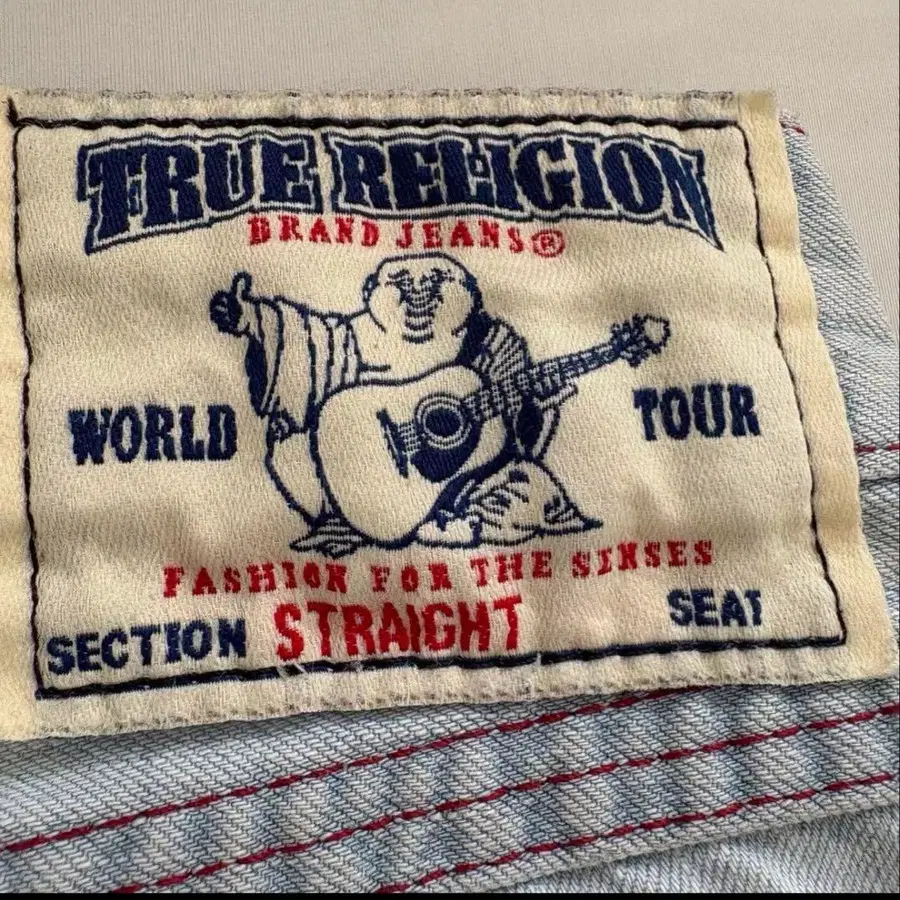 TRUE RELIGION
BRAND JEANS®
WORLD TOUR
FASHION FOR THE SENSES
SECTION STRAIGHT SEAT